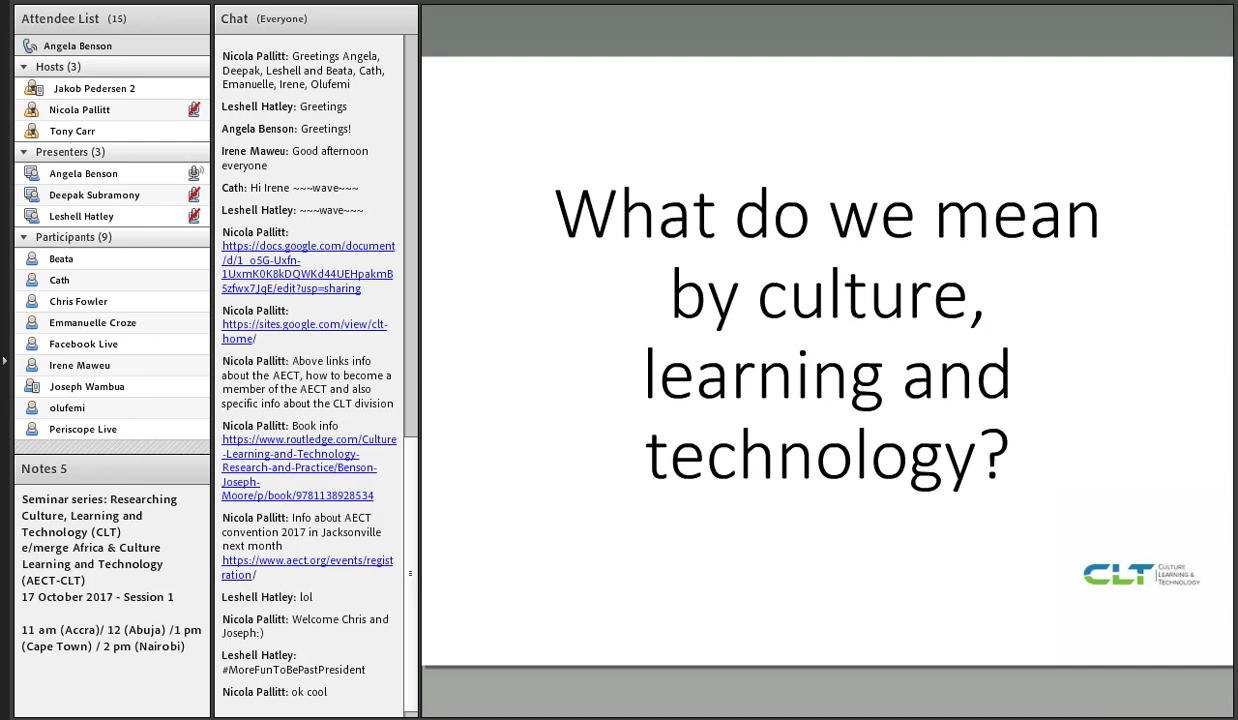 Attendee List (15)
Angela Benson
Hosts (3)
Jakob Pedersen 2
Nicola Pallitt
Tony Carr
Presenters (3)
Angela Benson
Deepak Subramony
Leshell Hatley
Participants (9)
Beata
Cath
Chris Fowler
Emmanuelle Croze
Facebook Live
Irene Maweu
Joseph Wambua
olufemi
Periscope Live
Notes 5
Seminar series: Researching
Culture, Learning and
Technology (CLT)
e/merge Africa & Culture
Learning and Technology
(AECT-CLT)
17 October 2017 - Session 1
11 am (Accra)/ 12 (Abuja) /1 pm
(Cape Town) / 2 pm (Nairobi)
Chat (Everyone)
Nicola Pallitt: Greetings Angela,
Deepak, Leshell and Beata, Cath,
Emanuelle, Irene, Olufemi
Leshell Hatley: Greetings
Angela Benson: Greetings!
Irene Maweu: Good afternoon
everyone
Cath: Hi Irene ~~~wave~~~
Leshell Hatley: ~~~wave~~~
Nicola Pallitt:
https://docs.google.com/document
/d/1_o5G-Uxfn-
1UxmK0K8kDQWKd44UEHpakmB
5zfwx7JqE/edit?usp=sharing
Nicola Pallitt:
https://sites.google.com/view/clt-
home/
Nicola Pallitt: Above links info
about the AECT, how to become a
member of the AECT and also
specific info about the CLT division
Nicola Pallitt: Book info
https://www.routledge.com/Culture
-Learning-and-Technology-
Research-and-Practice/Benson-
Joseph-
Moore/p/book/9781138928534
Nicola Pallitt: Info about AECT
convention 2017 in Jacksonville
next month
https://www.aect.org/events/regist
ration/
Leshell Hatley: lol
Nicola Pallitt: Welcome Chris and
Joseph:)
Leshell Hatley:
#MoreFunToBePastPresident
Nicola Pallitt: ok cool
What do we mean
by culture,
learning and
technology?
CLT CULTURE
LEARNING &
TECHNOLOGY